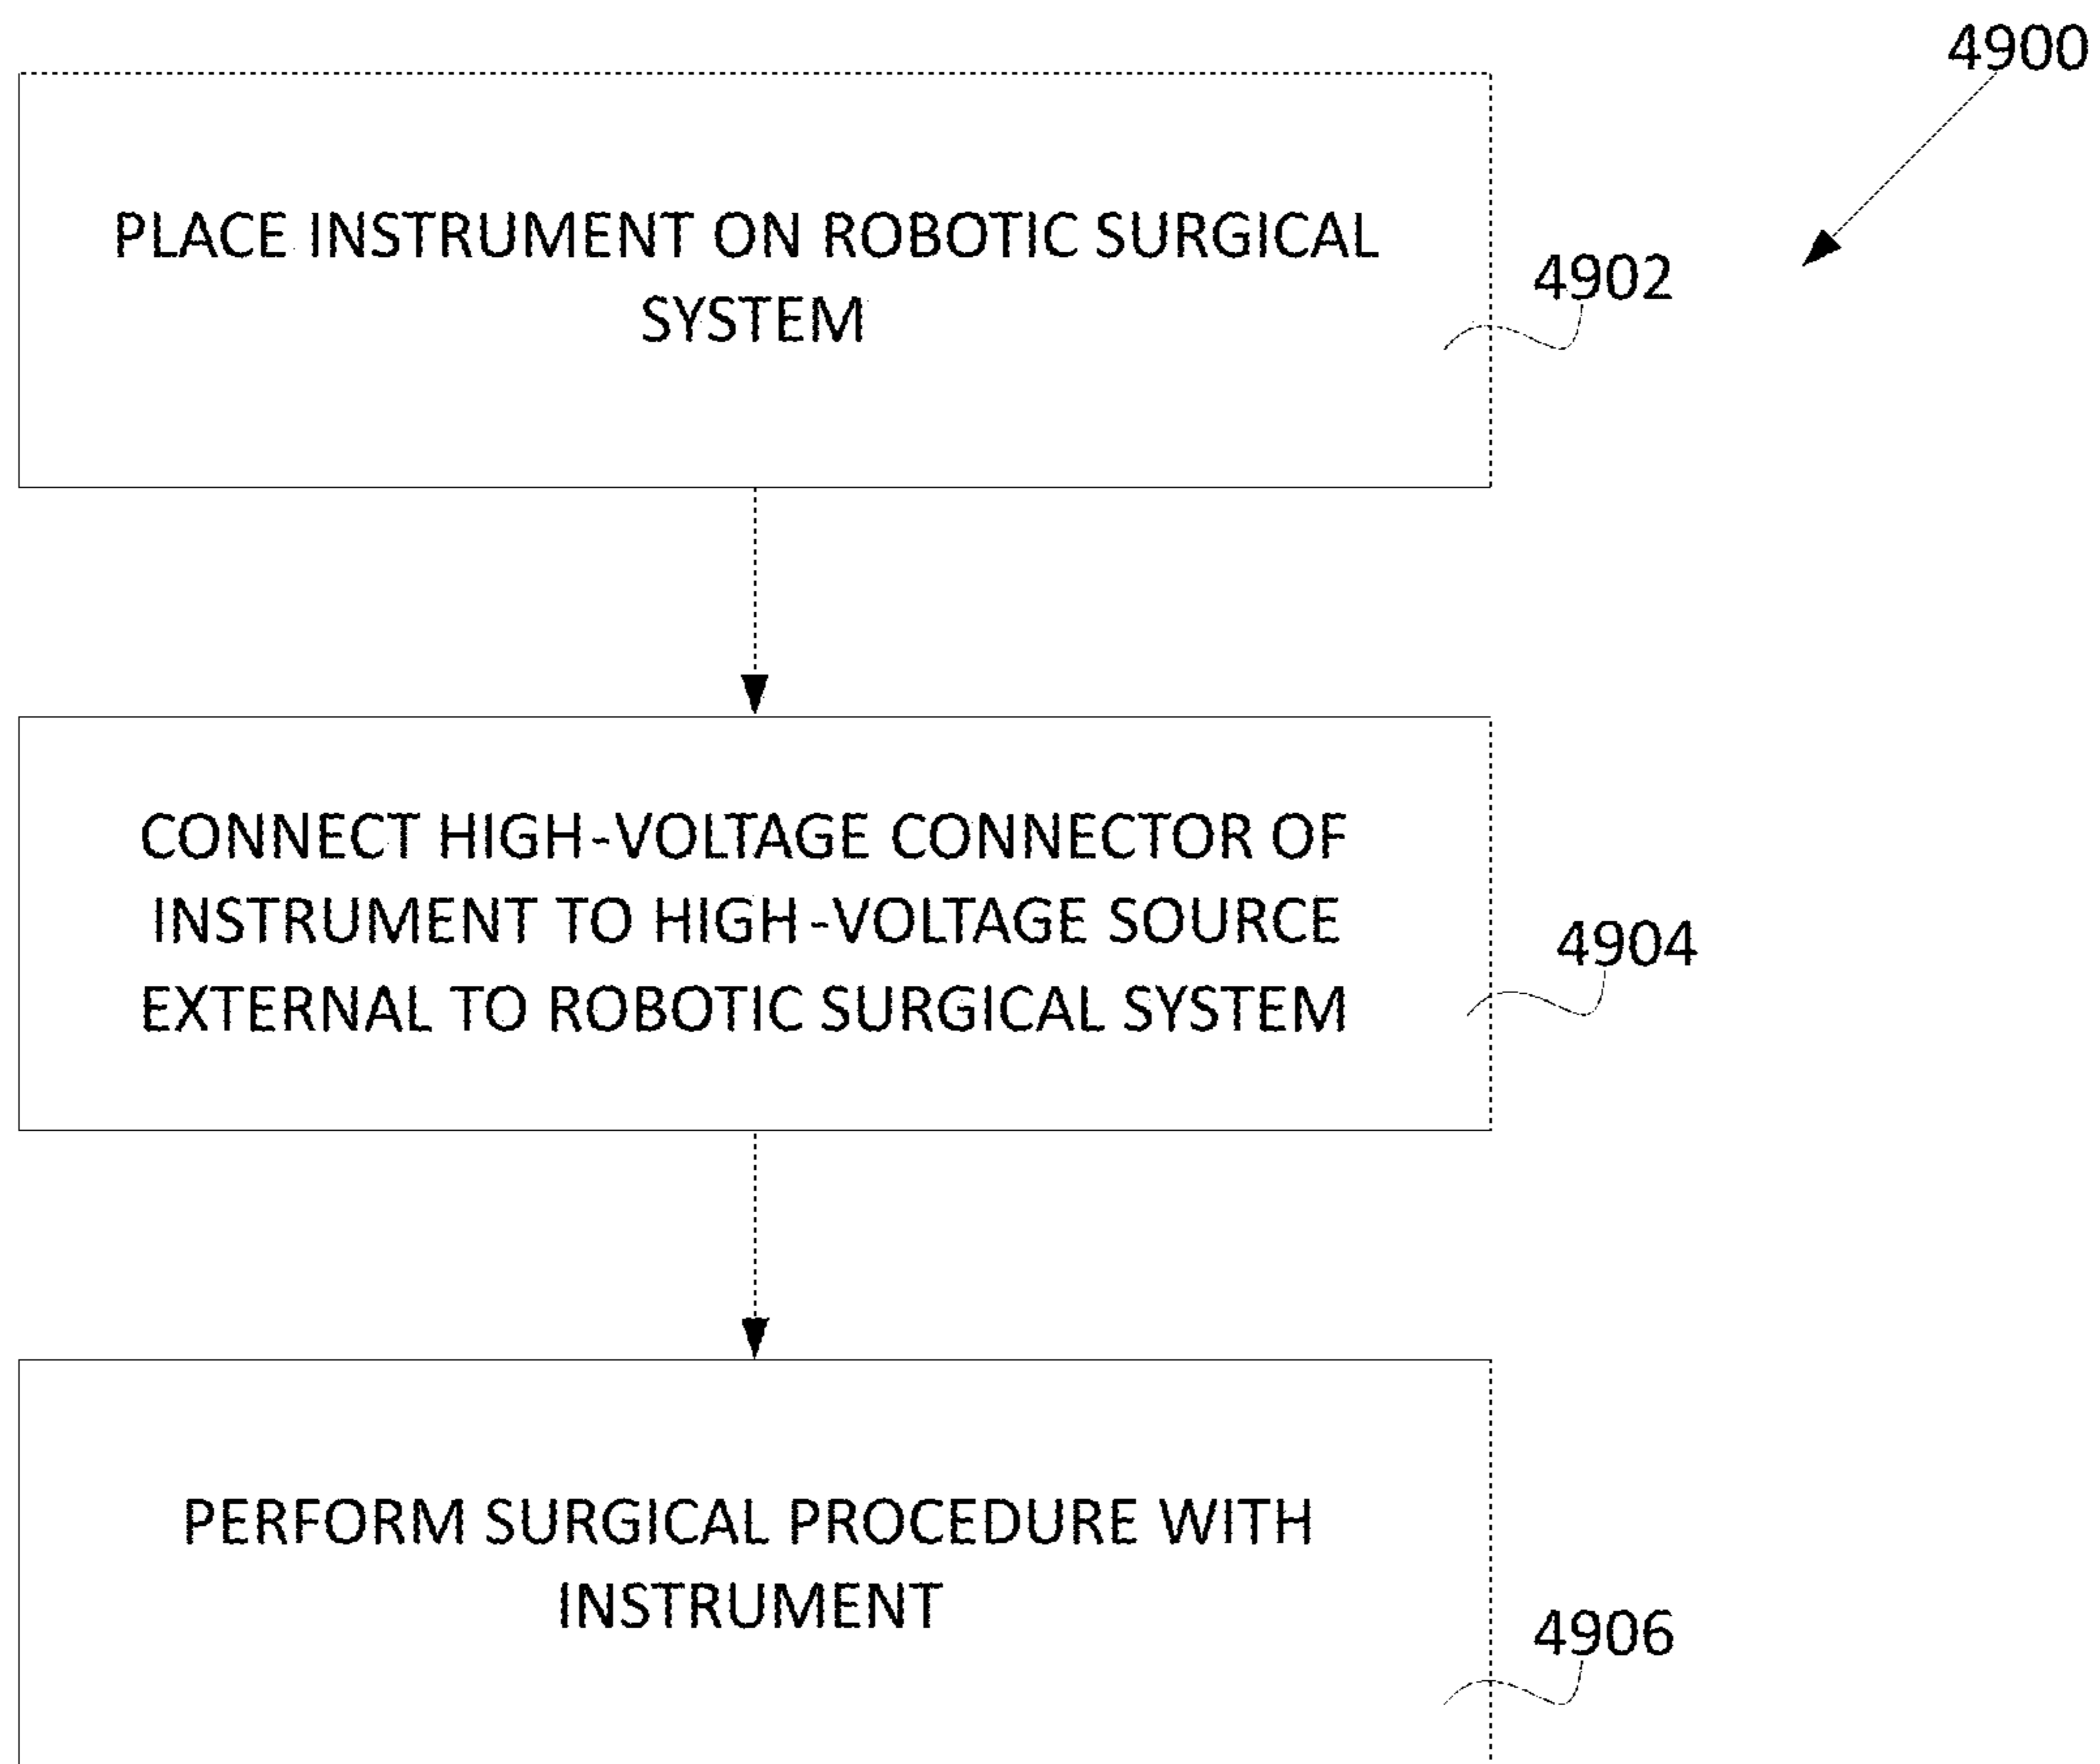 4900
PLACE INSTRUMENT ON ROBOTIC SURGICAL
SYSTEM
4902
CONNECT HIGH-VOLTAGE CONNECTOR OF
INSTRUMENT TO HIGH-VOLTAGE SOURCE
EXTERNAL TO ROBOTIC SURGICAL SYSTEM
4904
PERFORM SURGICAL PROCEDURE WITH
INSTRUMENT
4906